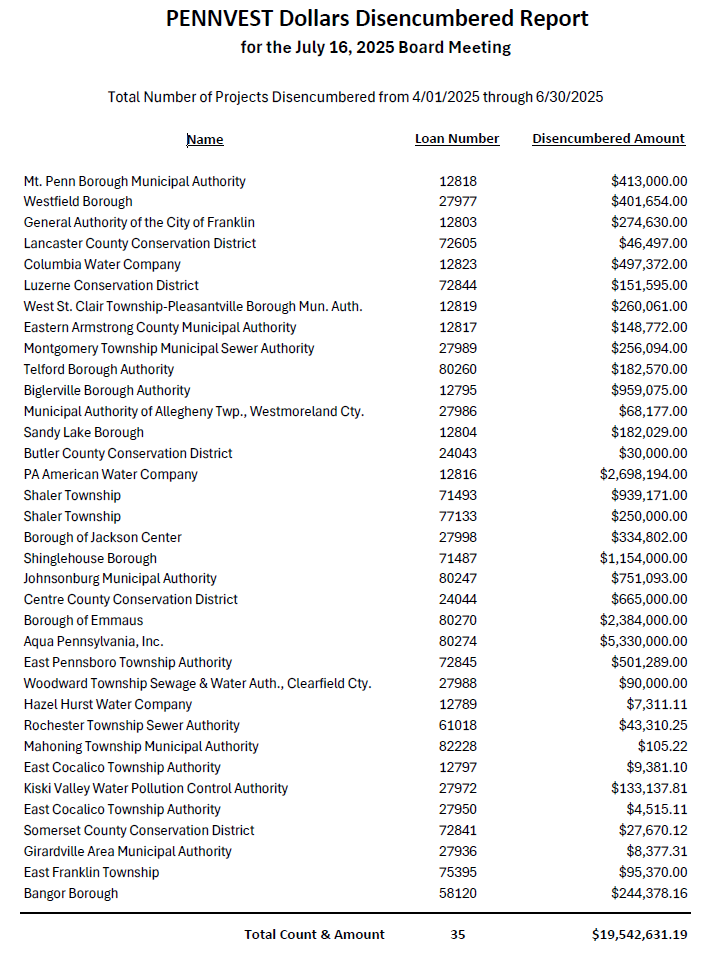 PENNVEST Dollars Disencumbered Report
for the July 16, 2025 Board Meeting
Total Number of Projects Disencumbered from 4/01/2025 through 6/30/2025
Name Loan Number Disencumbered Amount
Mt. Penn Borough Municipal Authority 12818 $413,000.00
Westfield Borough 27977 $401,654.00
General Authority of the City of Franklin 12803 $274,630.00
Lancaster County Conservation District 72605 $46,497.00
Columbia Water Company 12823 $497,372.00
Luzerne Conservation District 72844 $151,595.00
West St. Clair Township-Pleasantville Borough Mun. Auth. 12819 $260,061.00
Eastern Armstrong County Municipal Authority 12817 $148,772.00
Montgomery Township Municipal Sewer Authority 27989 $256,094.00
Telford Borough Authority 80260 $182,570.00
Biglerville Borough Authority 12795 $959,075.00
Municipal Authority of Allegheny Twp., Westmoreland Cty. 27986 $68,177.00
Sandy Lake Borough 12804 $182,029.00
Butler County Conservation District 24043 $30,000.00
PA American Water Company 12816 $2,698,194.00
Shaler Township 71493 $939,171.00
Shaler Township 77133 $250,000.00
Borough of Jackson Center 27998 $334,802.00
Shinglehouse Borough 71487 $1,154,000.00
Johnsonburg Municipal Authority 80247 $751,093.00
Centre County Conservation District 24044 $665,000.00
Borough of Emmaus 80270 $2,384,000.00
Aqua Pennsylvania, Inc. 80274 $5,330,000.00
East Pennsboro Township Authority 72845 $501,289.00
Woodward Township Sewage & Water Auth., Clearfield Cty. 27988 $90,000.00
Hazel Hurst Water Company 12789 $7,311.11
Rochester Township Sewer Authority 61018 $43,310.25
Mahoning Township Municipal Authority 82228 $105.22
East Cocalico Township Authority 12797 $9,381.10
Kiski Valley Water Pollution Control Authority 27972 $133,137.81
East Cocalico Township Authority 27950 $4,515.11
Somerset County Conservation District 72841 $27,670.12
Girardville Area Municipal Authority 27936 $8,377.31
East Franklin Township 75395 $95,370.00
Bangor Borough 58120 $244,378.16
Total Count & Amount 35 $19,542,631.19